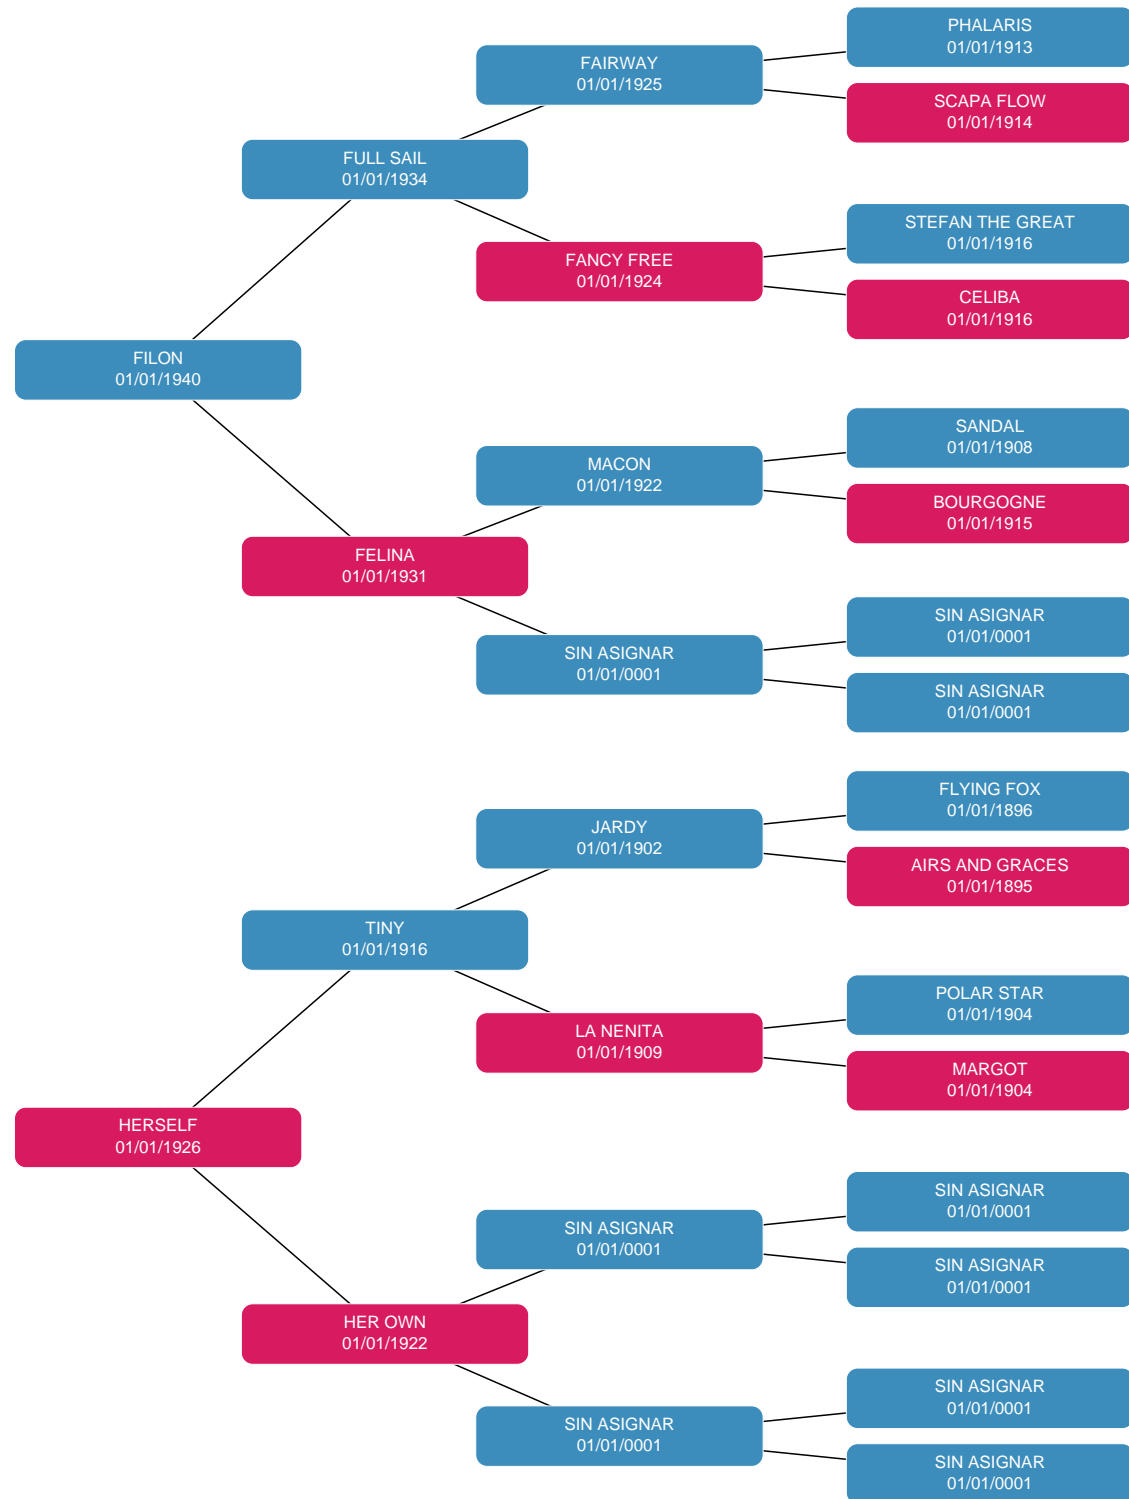 PHALARIS
01/01/1913
FAIRWAY
01/01/1925
SCAPA FLOW
01/01/1914
FULL SAIL
01/01/1934
STEFAN THE GREAT
01/01/1916
FANCY FREE
01/01/1924
CELIBA
01/01/1916
FILON
01/01/1940
SANDAL
01/01/1908
MACON
01/01/1922
BOURGOGNE
01/01/1915
FELINA
01/01/1931
SIN ASIGNAR
01/01/0001
SIN ASIGNAR
01/01/0001
SIN ASIGNAR
01/01/0001
FLYING FOX
01/01/1896
JARDY
01/01/1902
AIRS AND GRACES
01/01/1895
TINY
01/01/1916
POLAR STAR
01/01/1904
LA NENITA
01/01/1909
MARGOT
01/01/1904
HERSELF
01/01/1926
SIN ASIGNAR
01/01/0001
SIN ASIGNAR
01/01/0001
SIN ASIGNAR
01/01/0001
HER OWN
01/01/1922
SIN ASIGNAR
01/01/0001
SIN ASIGNAR
01/01/0001
SIN ASIGNAR
01/01/0001